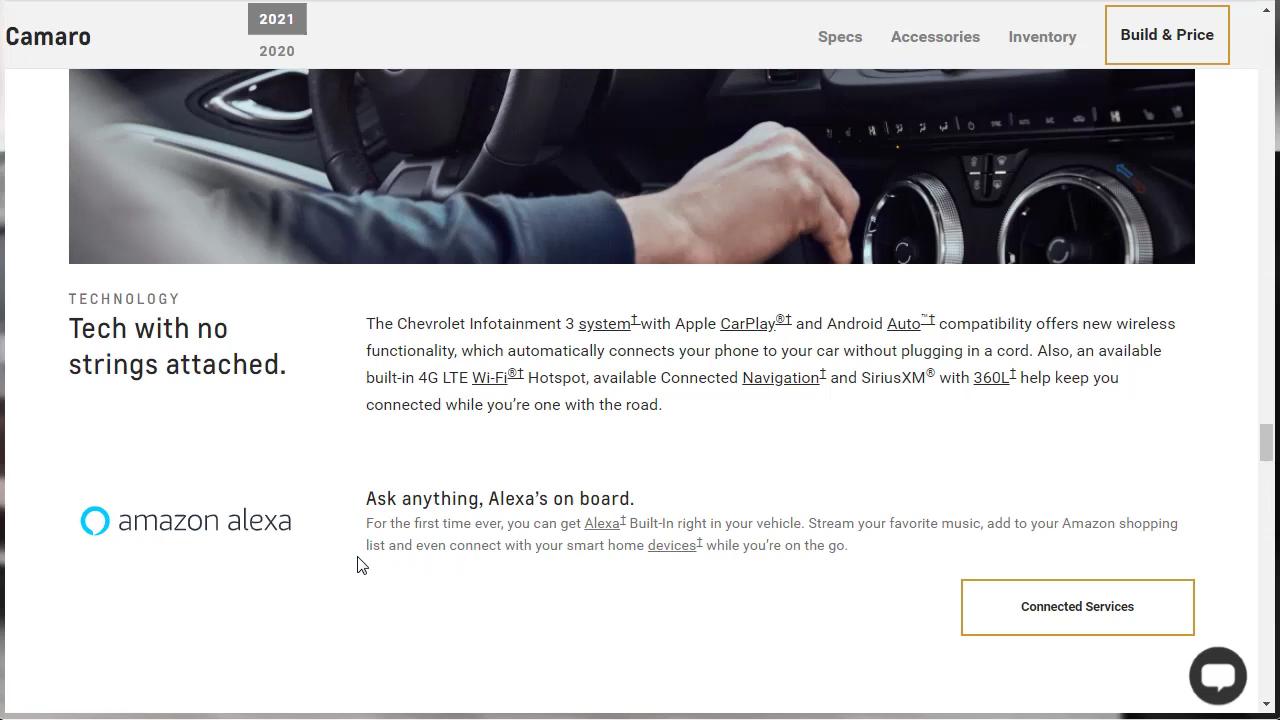 Camaro
2021
2020
Specs
Accessories
Inventory
Build & Price
TECHNOLOGY
Tech with no
strings attached.
The Chevrolet Infotainment 3 system†with Apple CarPlay®† and Android Auto™† compatibility offers new wireless
functionality, which automatically connects your phone to your car without plugging in a cord. Also, an available
built-in 4G LTE Wi-Fi®† Hotspot, available Connected Navigation† and SiriusXM® with 360L† help keep you
connected while you’re one with the road.
amazon alexa
Ask anything, Alexa’s on board.
For the first time ever, you can get Alexa† Built-In right in your vehicle. Stream your favorite music, add to your Amazon shopping
list and even connect with your smart home devices† while you’re on the go.
Connected Services